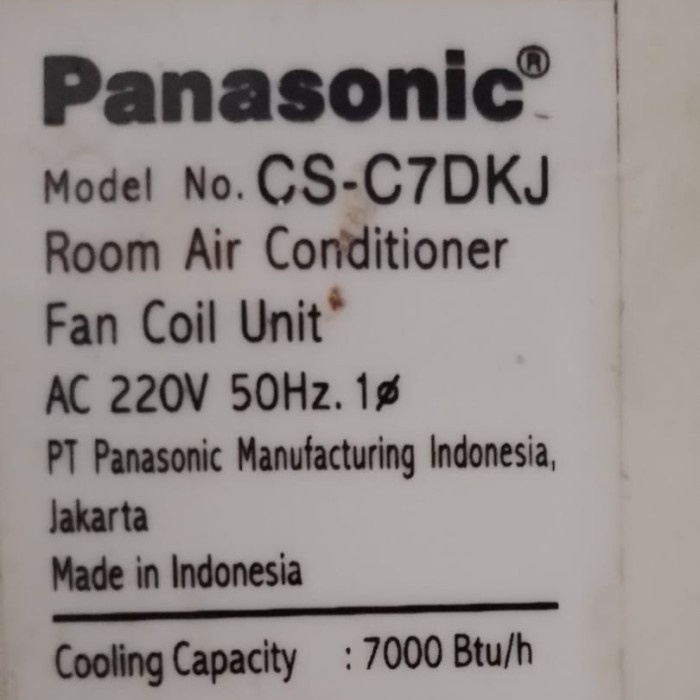 Panasonic®
Model No. CS-C7DKJ
Room Air Conditioner
Fan Coil Unit
AC 220V 50Hz. 1ø
PT Panasonic Manufacturing Indonesia,
Jakarta
Made in Indonesia
Cooling Capacity : 7000 Btu/h